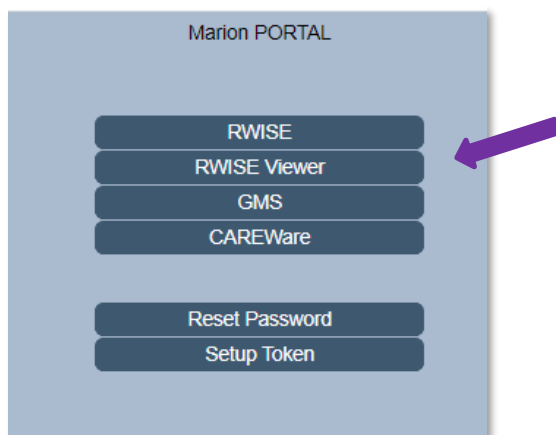 Marion PORTAL
RWISE
RWISE Viewer
GMS
CAREWare
Reset Password
Setup Token